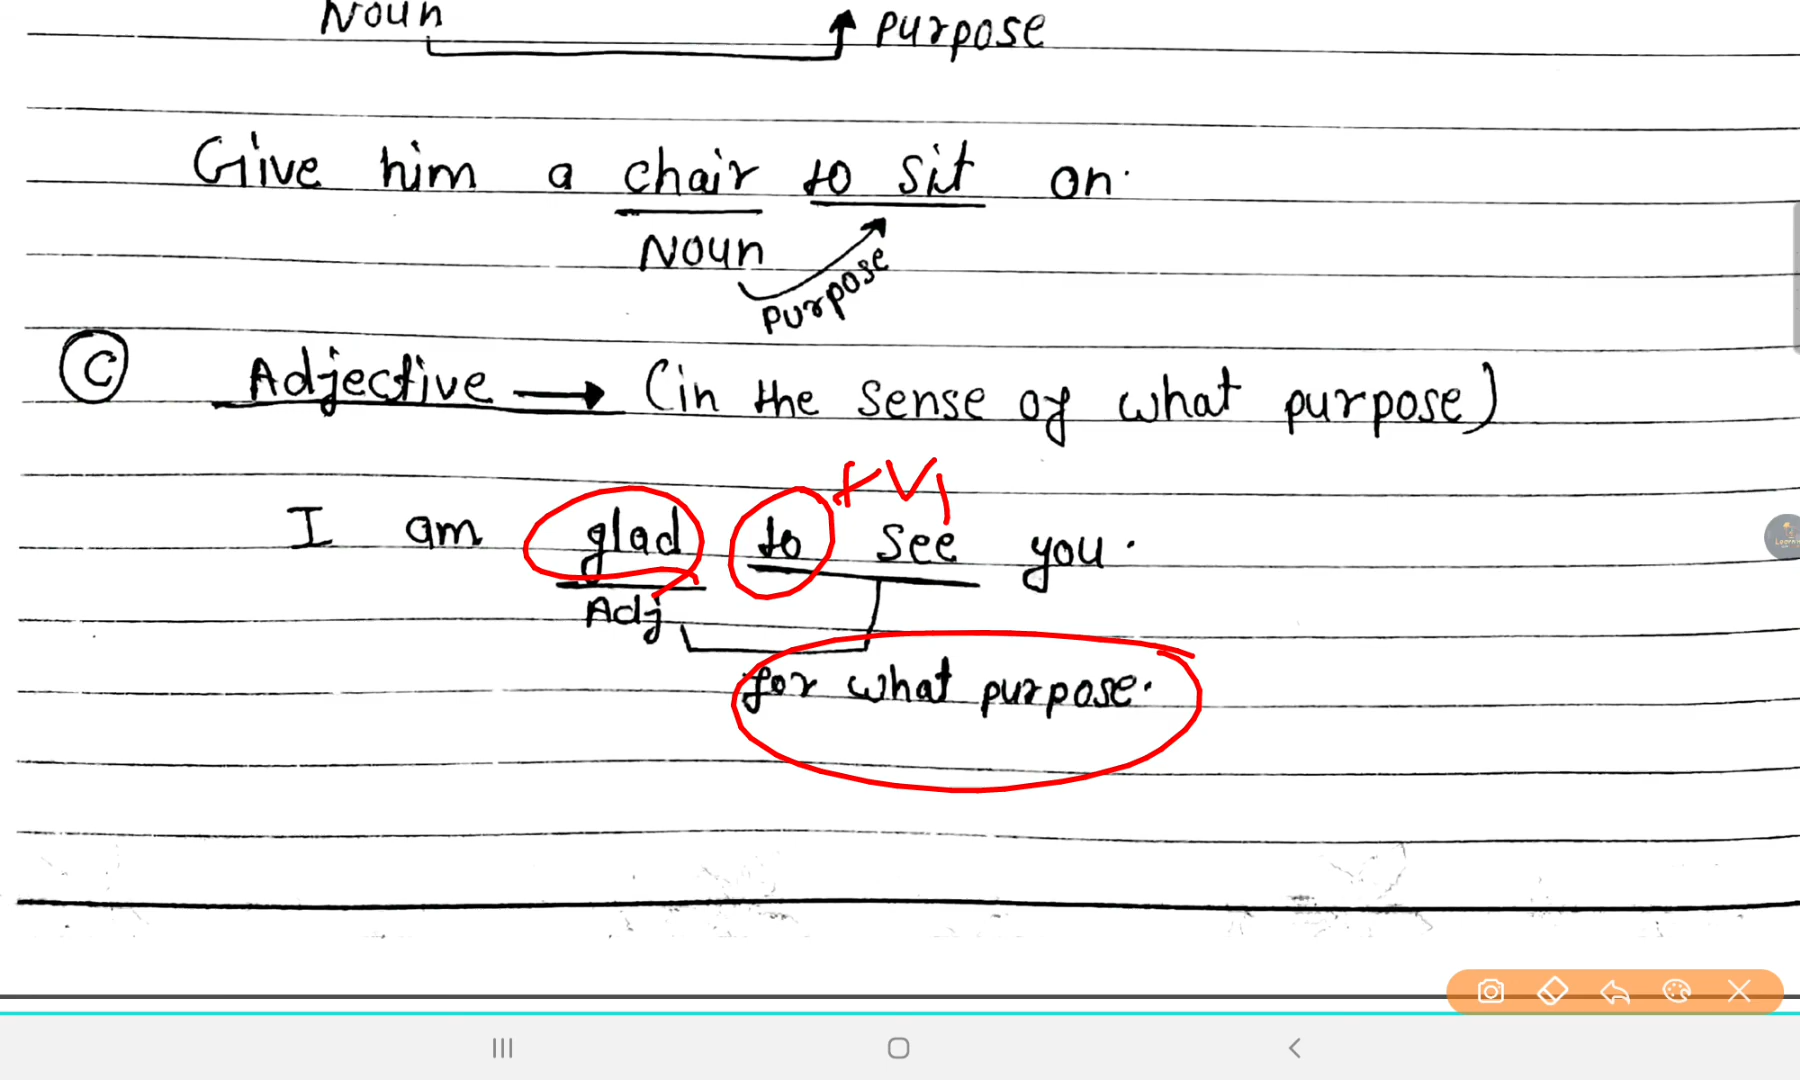 Noun purpose
Give him a chair to sit on.
Noun
purpose
C Adjective → (in the sense of what purpose)
+V1
I am glad to see you.
Adj
for what purpose.